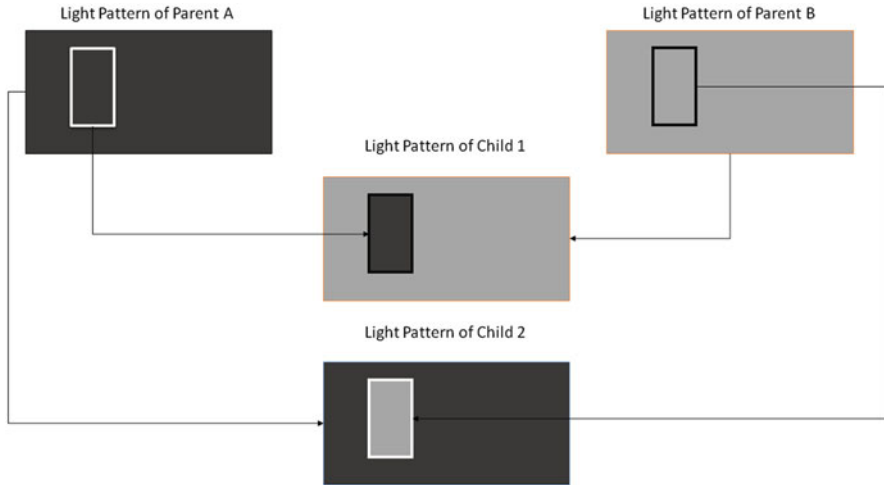 Light Pattern of Parent A
Light Pattern of Parent B
Light Pattern of Child 1
Light Pattern of Child 2